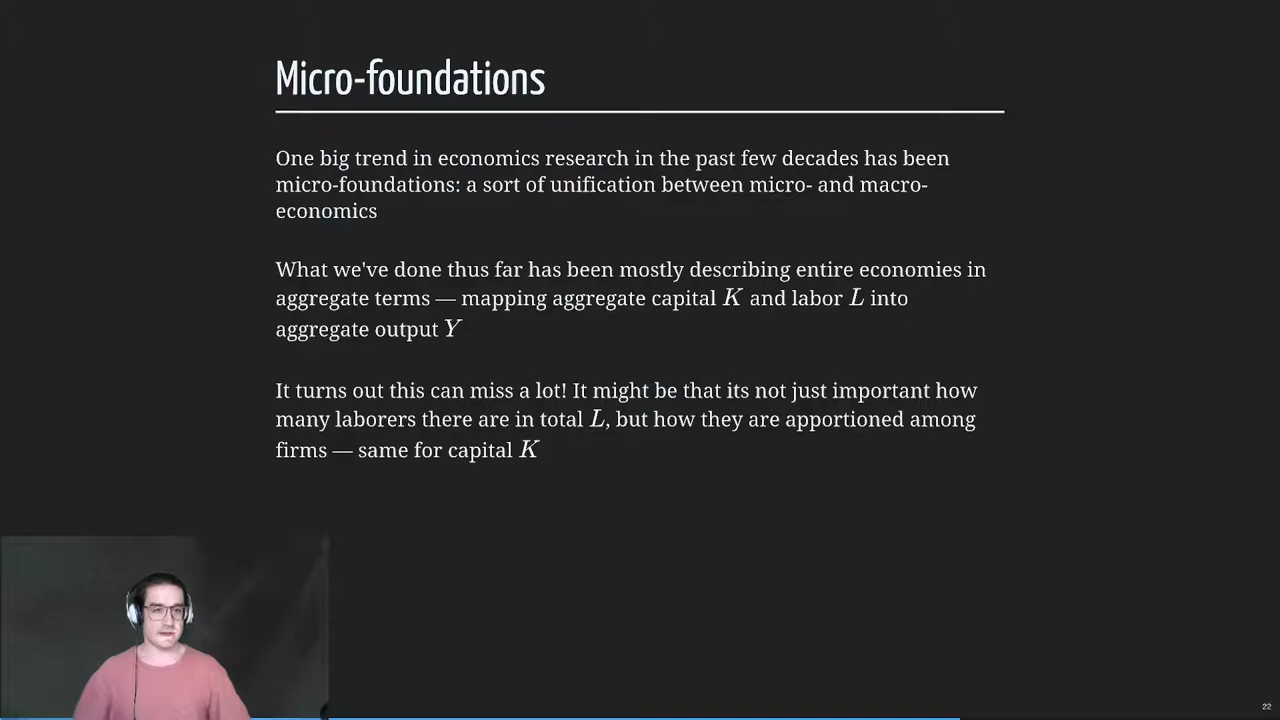 Micro-foundations
One big trend in economics research in the past few decades has been
micro-foundations: a sort of unification between micro- and macro-
economics
What we've done thus far has been mostly describing entire economies in
aggregate terms — mapping aggregate capital K and labor L into
aggregate output Y
It turns out this can miss a lot! It might be that its not just important how
many laborers there are in total L, but how they are apportioned among
firms — same for capital K
22